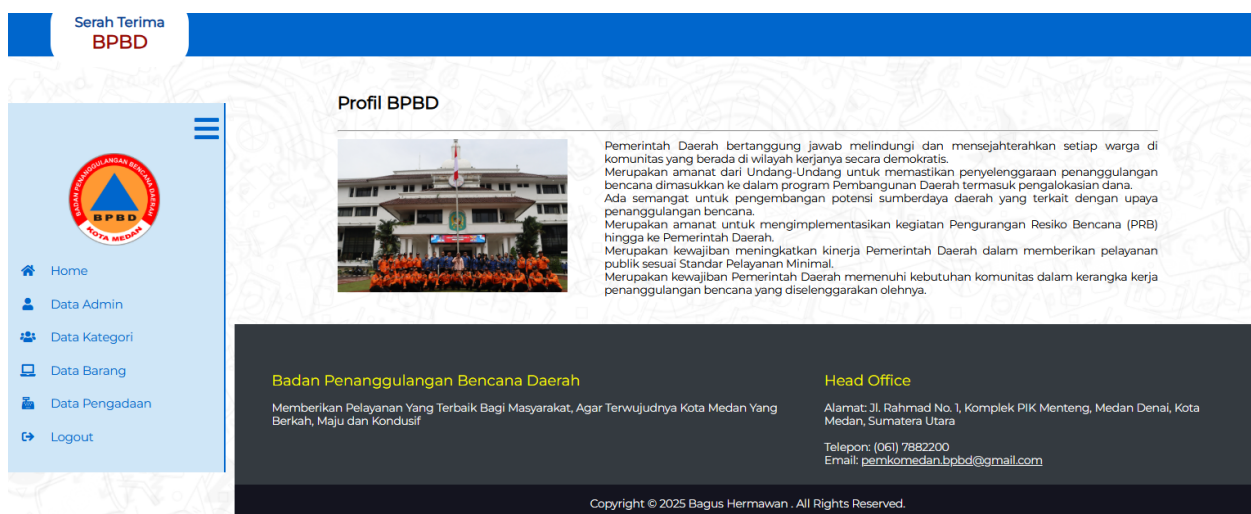 Serah Terima
BPBD
Profil BPBD
BADAN PENANGGULANGAN BENCANA DAERAH
BPBD
KOTA MEDAN
Home
Data Admin
Data Kategori
Data Barang
Data Pengadaan
Logout
Pemerintah Daerah bertanggung jawab melindungi dan mensejahterahkan setiap warga di
komunitas yang berada di wilayah kerjanya secara demokratis.
Merupakan amanat dari Undang-Undang untuk memastikan penyelenggaraan penanggulangan
bencana dimasukkan ke dalam program Pembangunan Daerah termasuk pengalokasian dana.
Ada semangat untuk pengembangan potensi sumberdaya daerah yang terkait dengan upaya
penanggulangan bencana.
Merupakan amanat untuk mengimplementasikan kegiatan Pengurangan Resiko Bencana (PRB)
hingga ke Pemerintah Daerah.
Merupakan kewajiban meningkatkan kinerja Pemerintah Daerah dalam memberikan pelayanan
publik sesuai Standar Pelayanan Minimal.
Merupakan kewajiban Pemerintah Daerah memenuhi kebutuhan komunitas dalam kerangka kerja
penanggulangan bencana yang diselenggarakan olehnya.
Badan Penanggulangan Bencana Daerah
Memberikan Pelayanan Yang Terbaik Bagi Masyarakat, Agar Terwujudnya Kota Medan Yang
Berkah, Maju dan Kondusif
Head Office
Alamat: Jl. Rahmad No. 1, Komplek PIK Menteng, Medan Denai, Kota
Medan, Sumatera Utara
Telepon: (061) 7882200
Email: pemkomedan.bpbd@gmail.com
Copyright © 2025 Bagus Hermawan . All Rights Reserved.